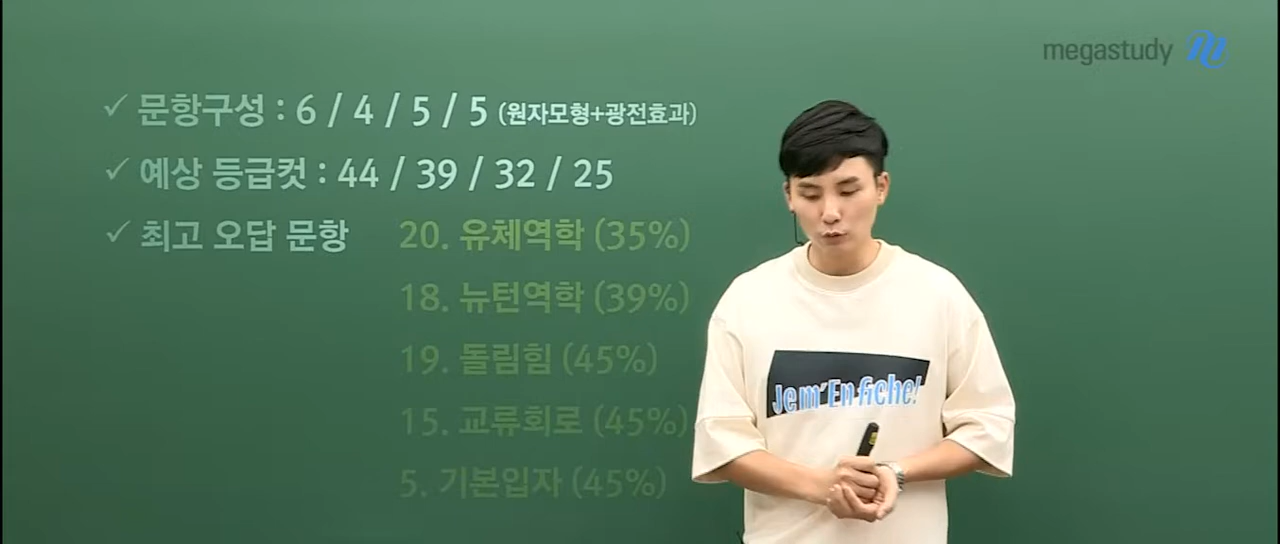 megastudy
✓ 문항구성 : 6 / 4 / 5 / 5 (원자모형+광전효과)
✓ 예상 등급컷 : 44 / 39 / 32 / 25
✓ 최고 오답 문항 20. 유체역학 (35%)
18. 뉴턴역학 (39%)
19. 돌림힘 (45%)
15. 교류회로 (45%)
5. 기본입자 (45%)
Je m'En fiche!